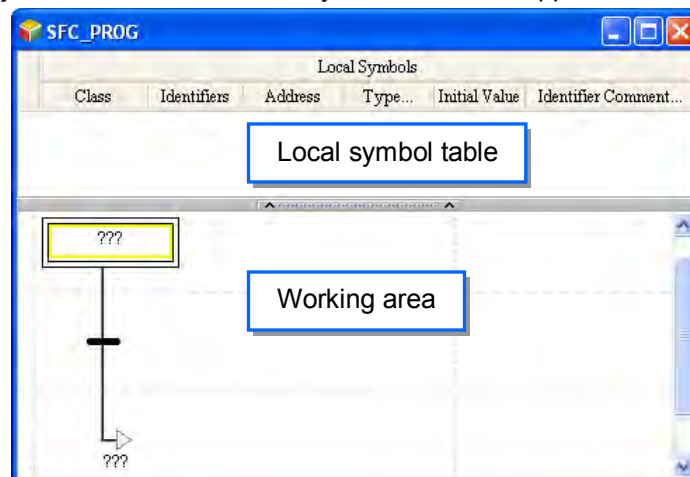 SFC_PROG
Local Symbols
Class Identifiers Address Type... Initial Value Identifier Comment...
Local symbol table
???
Working area
???